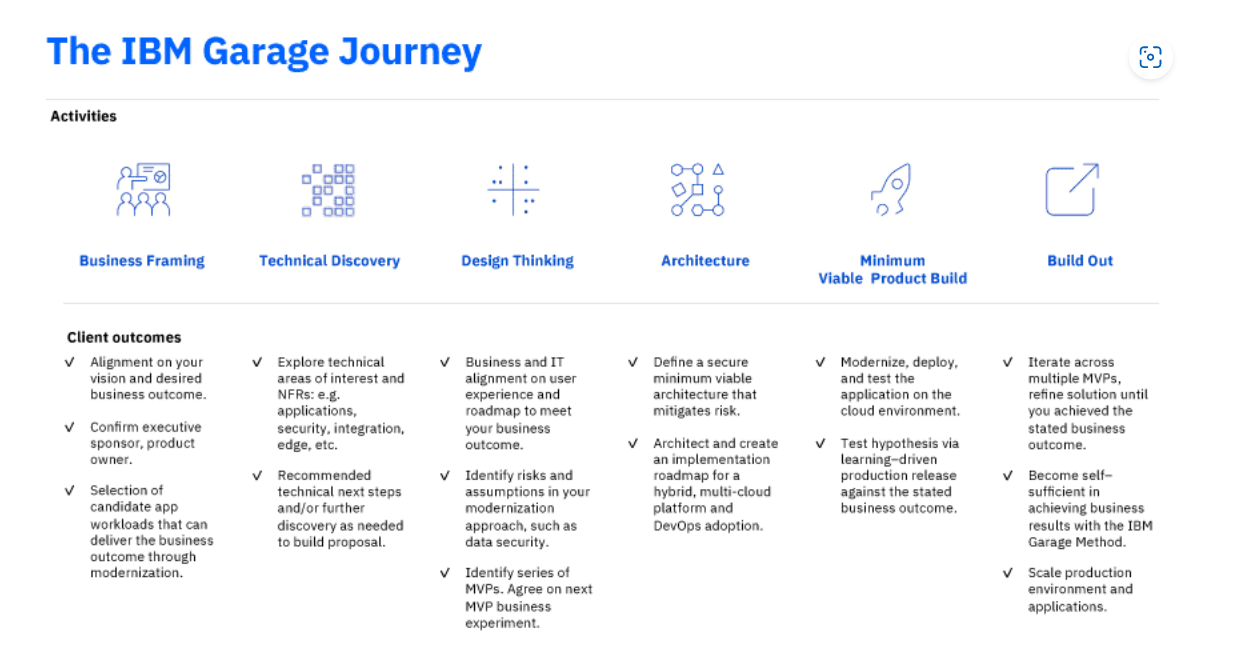 The IBM Garage Journey
Activities
Business Framing
Technical Discovery
Design Thinking
Architecture
Minimum
Viable Product Build
Build Out
Client outcomes
✓ Alignment on your
vision and desired
business outcome.
✓ Confirm executive
sponsor, product
owner.
✓ Selection of
candidate app
workloads that can
deliver the business
outcome through
modernization.
✓ Explore technical
areas of interest and
NFRs: e.g.
applications,
security, integration,
edge, etc.
✓ Recommended
technical next steps
and/or further
discovery as needed
to build proposal.
✓ Business and IT
alignment on user
experience and
roadmap to meet
your business
outcome.
✓ Identify risks and
assumptions in your
modernization
approach, such as
data security.
✓ Identify series of
MVPs. Agree on next
MVP business
experiment.
✓ Define a secure
minimum viable
architecture that
mitigates risk.
✓ Architect and create
an implementation
roadmap for a
hybrid, multi-cloud
platform and
DevOps adoption.
✓ Modernize, deploy,
and test the
application on the
cloud environment.
✓ Test hypothesis via
learning–driven
production release
against the stated
business outcome.
✓ Iterate across
multiple MVPs,
refine solution until
you achieved the
stated business
outcome.
✓ Become self–
sufficient in
achieving business
results with the IBM
Garage Method.
✓ Scale production
environment and
applications.